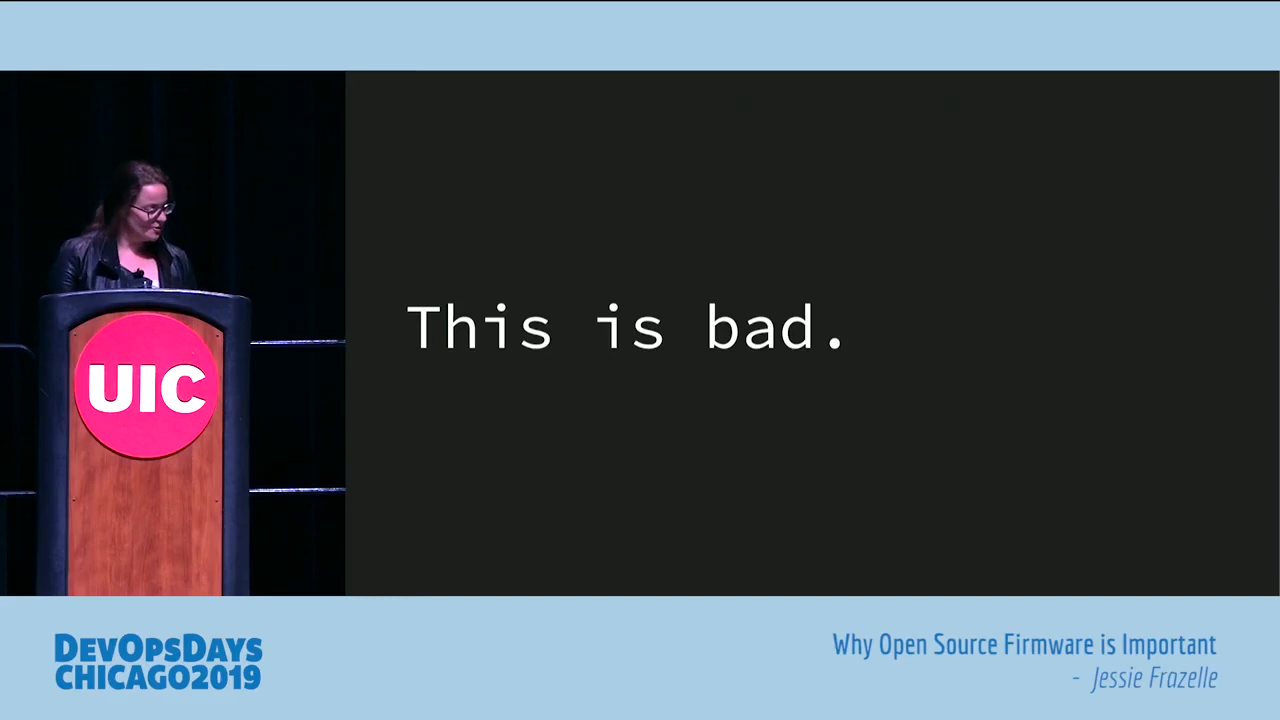 This is bad.
UIC
DEVOPSDAYS
CHICAGO2019
Why Open Source Firmware is Important
- Jessie Frazelle